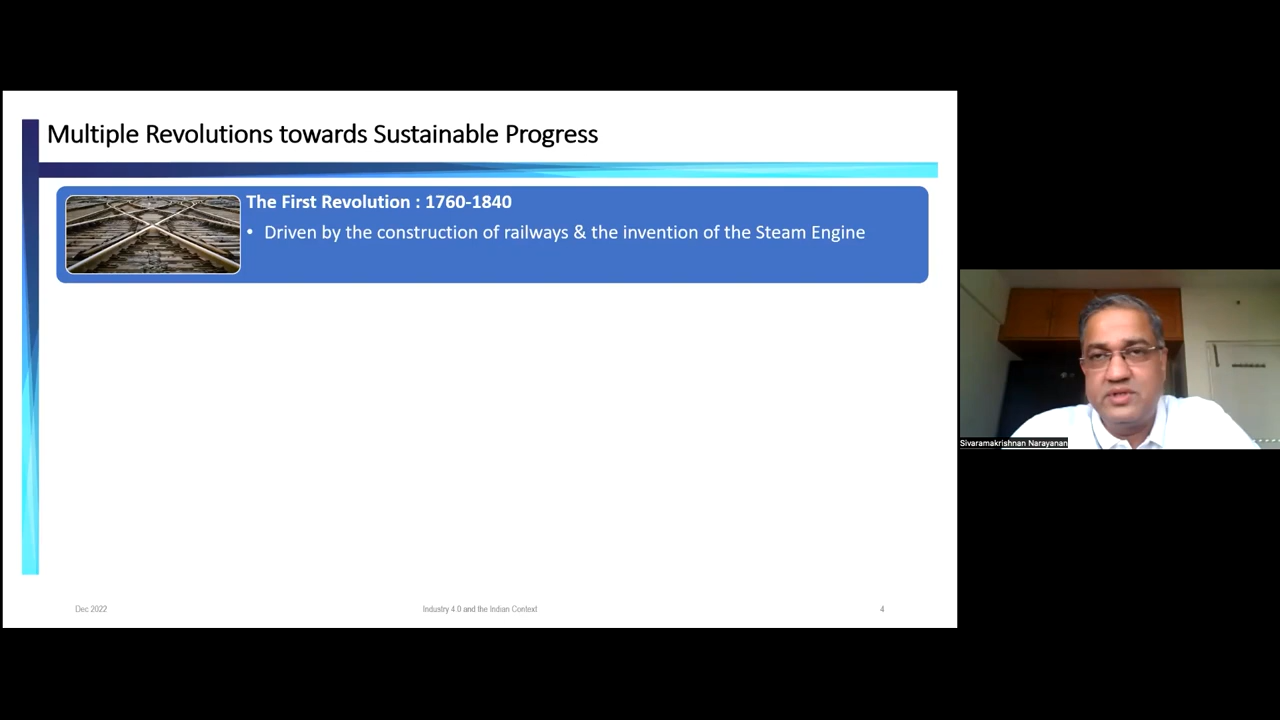 Multiple Revolutions towards Sustainable Progress
The First Revolution : 1760-1840
• Driven by the construction of railways & the invention of the Steam Engine
Sivaramakrishnan Narayanan
Dec 2022
Industry 4.0 and the Indian Context
4